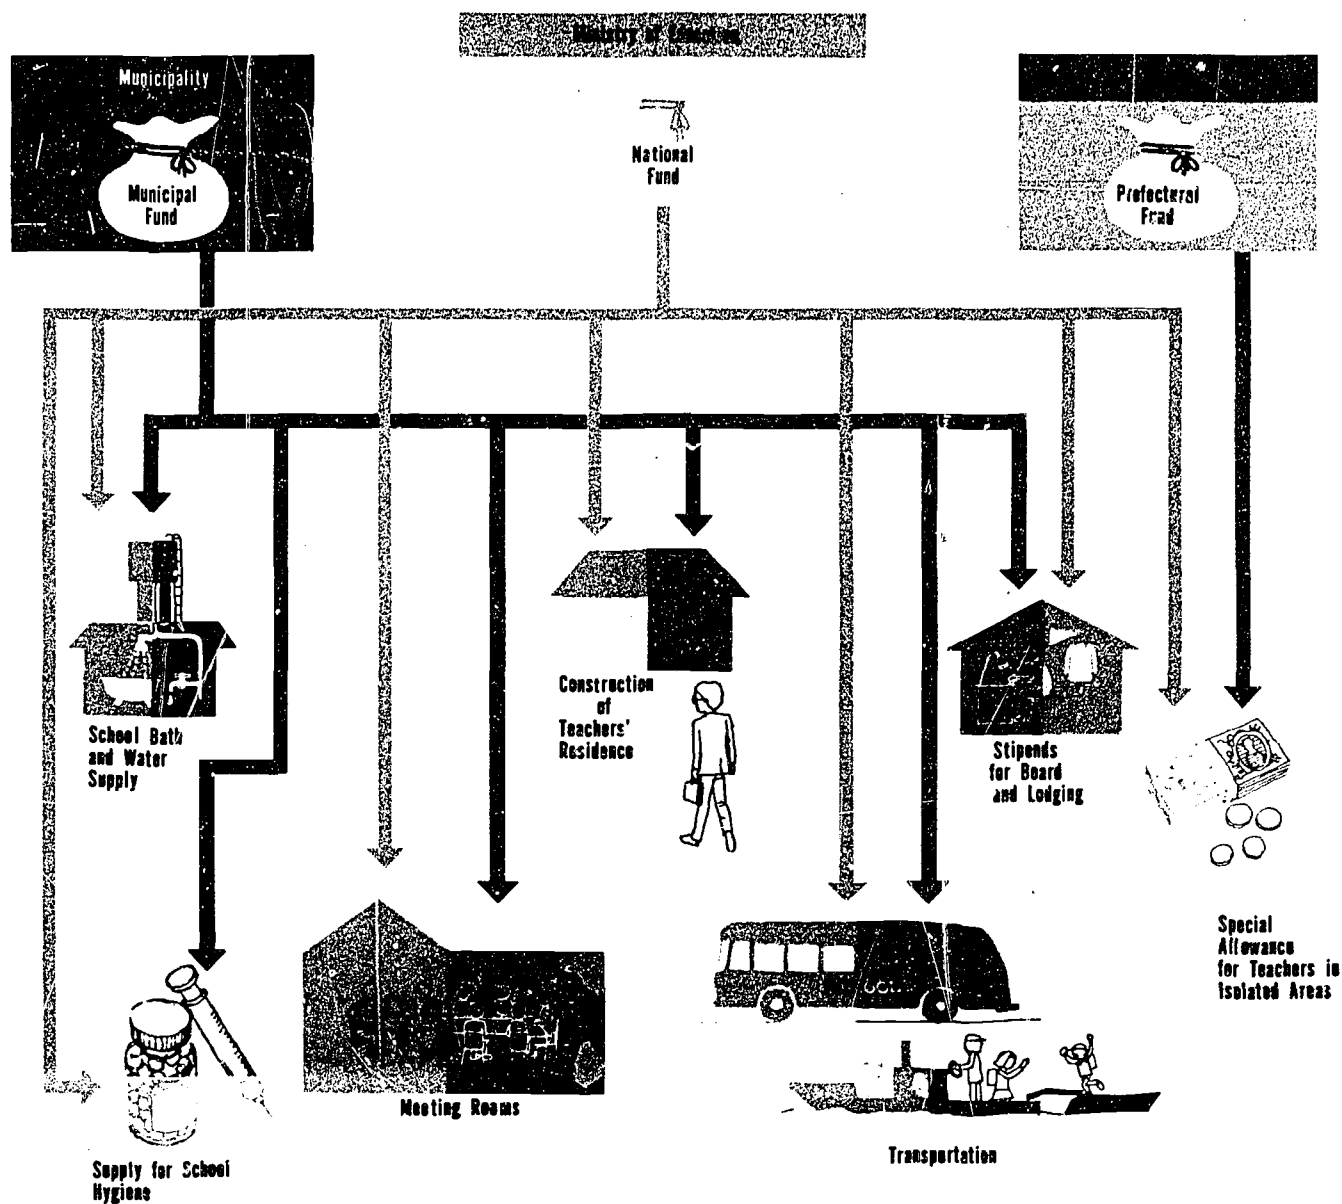 Ministry of Education
Municipality
Municipal
Fund
National
Fund
Prefectural
Fund
School Bath
and Water
Supply
Construction
of
Teachers'
Residence
Stipends
for Board
and Lodging
Special
Allowance
for Teachers in
Isolated Areas
Meeting Rooms
Transportation
Supply for School
Hygiene